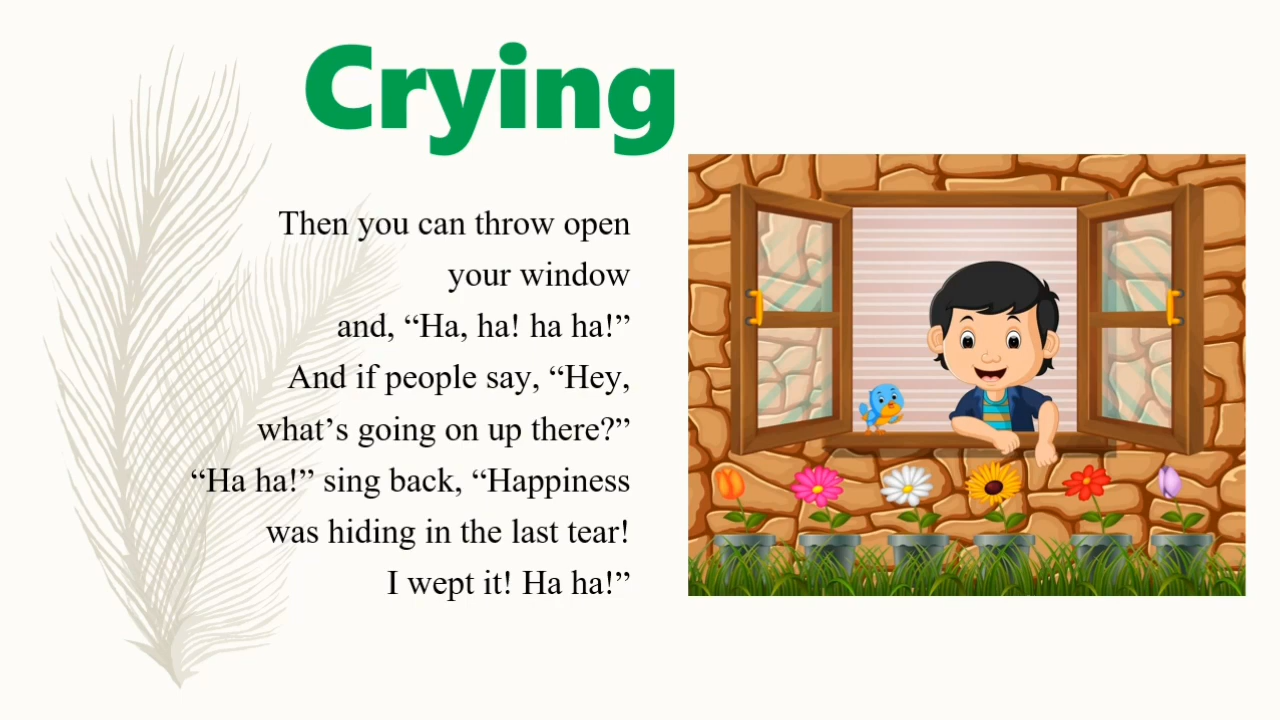 Crying
Then you can throw open
your window
and, “Ha, ha! ha ha!”
And if people say, “Hey,
what’s going on up there?”
“Ha ha!” sing back, “Happiness
was hiding in the last tear!
I wept it! Ha ha!”